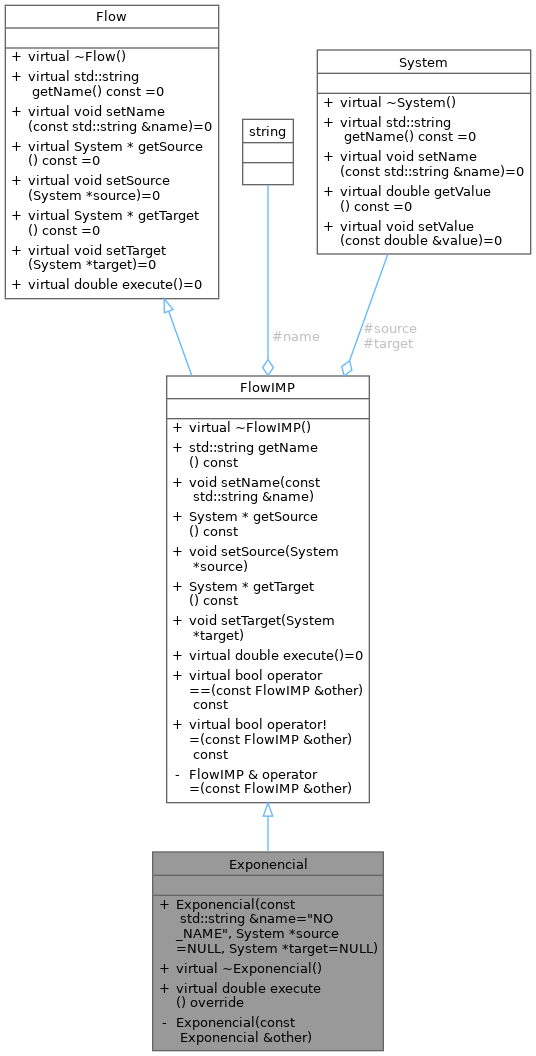 Flow
+ virtual ~Flow()
+ virtual std::string
getName() const =0
+ virtual void setName
(const std::string &name)=0
+ virtual System * getSource
() const =0
+ virtual void setSource
(System *source)=0
+ virtual System * getTarget
() const =0
+ virtual void setTarget
(System *target)=0
+ virtual double execute()=0
string
System
+ virtual ~System()
+ virtual std::string
getName() const =0
+ virtual void setName
(const std::string &name)=0
+ virtual double getValue
() const =0
+ virtual void setValue
(const double &value)=0
#name
#source
#target
FlowIMP
+ virtual ~FlowIMP()
+ std::string getName
() const
+ void setName(const
std::string &name)
+ System * getSource
() const
+ void setSource(System
*source)
+ System * getTarget
() const
+ void setTarget(System
*target)
+ virtual double execute()=0
+ virtual bool operator
==(const FlowIMP &other)
const
+ virtual bool operator!
=(const FlowIMP &other)
const
- FlowIMP & operator
=(const FlowIMP &other)
Exponencial
+ Exponencial(const
std::string &name="NO
_NAME", System *source
=NULL, System *target=NULL)
+ virtual ~Exponencial()
+ virtual double execute
() override
- Exponencial(const
Exponencial &other)